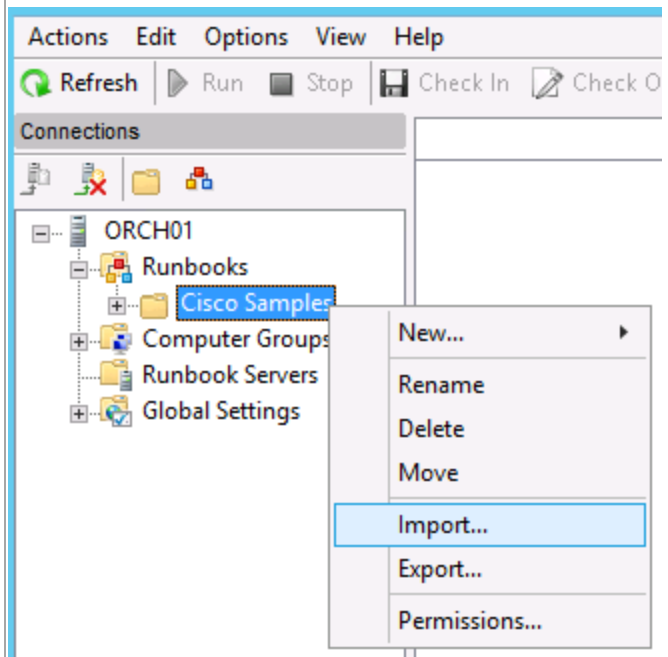 Actions Edit Options View Help
Refresh Run Stop Check In Check O
Connections
ORCH01
Runbooks
Cisco Samples
Computer Groups
Runbook Servers
Global Settings
New...
Rename
Delete
Move
Import...
Export...
Permissions...